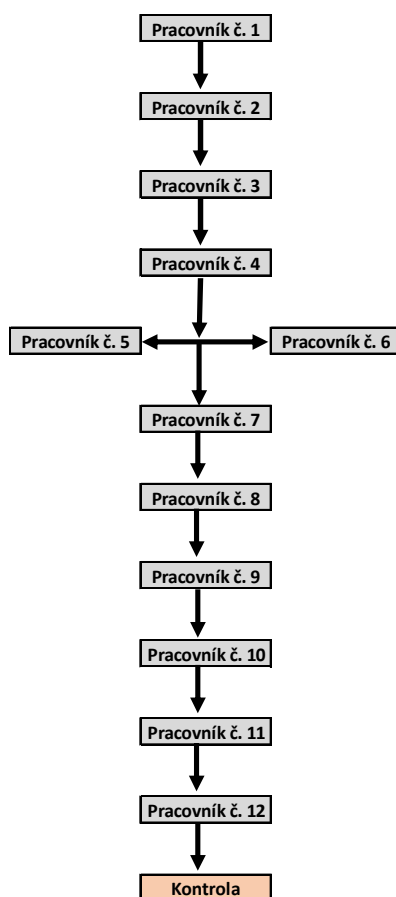 Pracovník č. 1
Pracovník č. 2
Pracovník č. 3
Pracovník č. 4
Pracovník č. 5
Pracovník č. 6
Pracovník č. 7
Pracovník č. 8
Pracovník č. 9
Pracovník č. 10
Pracovník č. 11
Pracovník č. 12
Kontrola